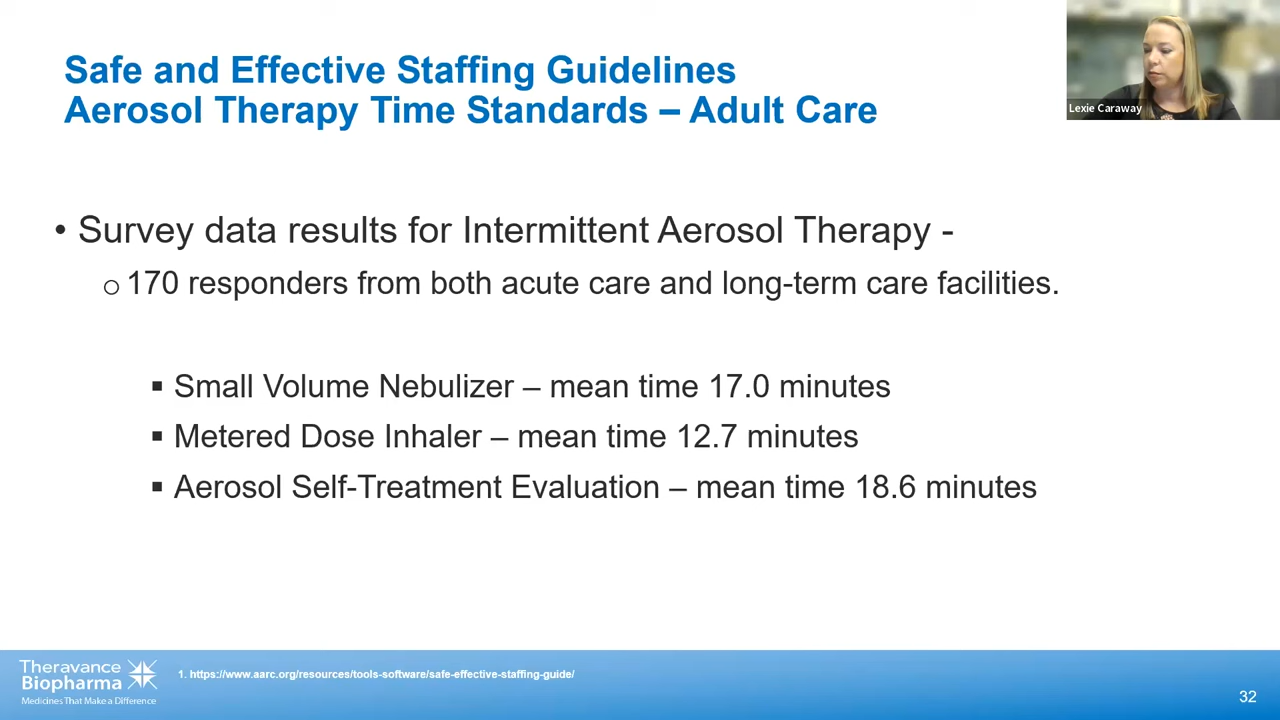 Safe and Effective Staffing Guidelines
Aerosol Therapy Time Standards – Adult Care
Lexie Caraway
• Survey data results for Intermittent Aerosol Therapy -
o 170 responders from both acute care and long-term care facilities.
▪ Small Volume Nebulizer – mean time 17.0 minutes
▪ Metered Dose Inhaler – mean time 12.7 minutes
▪ Aerosol Self-Treatment Evaluation – mean time 18.6 minutes
Theravance
Biopharma
Medicines That Make a Difference
1. https://www.aarc.org/resources/tools-software/safe-effective-staffing-guide/
32